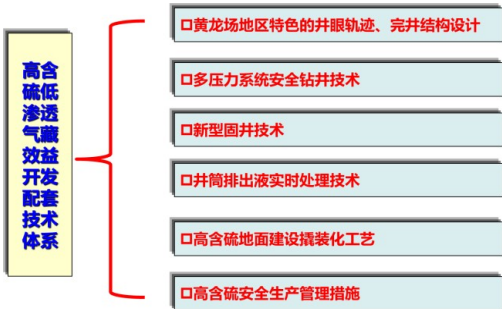 高含
硫低
渗透
气藏
效益
开发
配套
技术
体系
□黄龙场地区特色的井眼轨迹、完井结构设计
□多压力系统安全钻井技术
□新型固井技术
□井筒排出液实时处理技术
□高含硫地面建设撬装化工艺
□高含硫安全生产管理措施